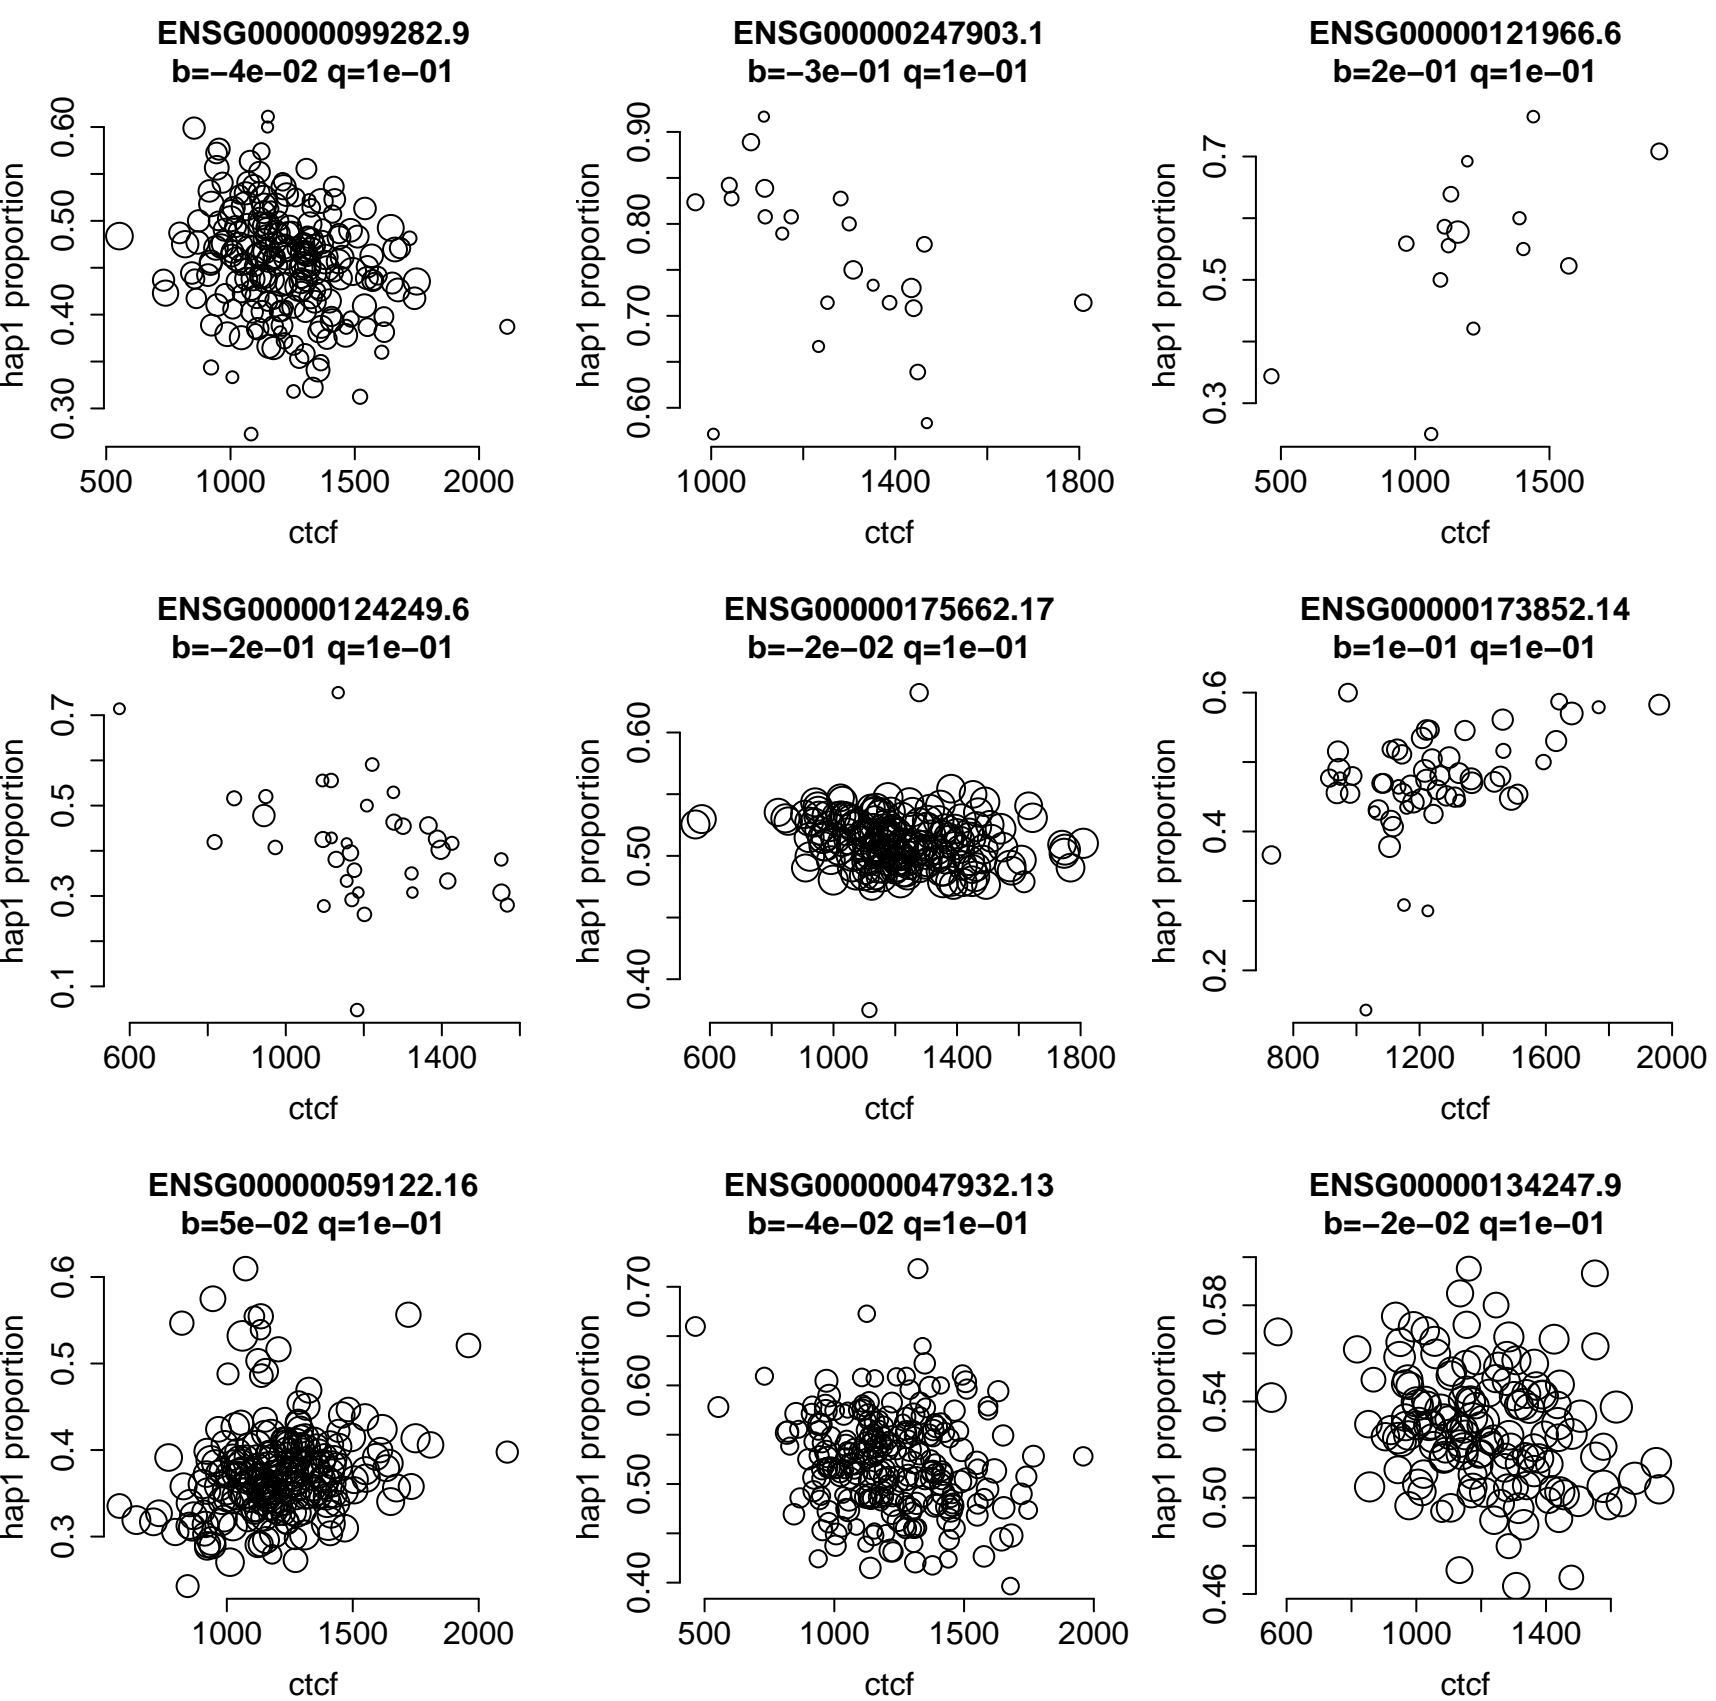 ENSG00000099282.9
b=−4e−02 q=1e−01
hap1 proportion
0.30 0.40 0.50 0.60
500 1000 1500 2000
ctcf
ENSG00000247903.1
b=−3e−01 q=1e−01
hap1 proportion
0.60 0.70 0.80 0.90
1000 1400 1800
ctcf
ENSG00000121966.6
b=2e−01 q=1e−01
hap1 proportion
0.3 0.5 0.7
500 1000 1500
ctcf
ENSG00000124249.6
b=−2e−01 q=1e−01
hap1 proportion
0.1 0.3 0.5 0.7
600 1000 1400
ctcf
ENSG00000175662.17
b=−2e−02 q=1e−01
hap1 proportion
0.40 0.50 0.60
600 1000 1400 1800
ctcf
ENSG00000173852.14
b=1e−01 q=1e−01
hap1 proportion
0.2 0.4 0.6
800 1200 1600 2000
ctcf
ENSG00000059122.16
b=5e−02 q=1e−01
hap1 proportion
0.3 0.4 0.5 0.6
1000 1500 2000
ctcf
ENSG00000047932.13
b=−4e−02 q=1e−01
hap1 proportion
0.40 0.50 0.60 0.70
500 1000 1500 2000
ctcf
ENSG00000134247.9
b=−2e−02 q=1e−01
hap1 proportion
0.46 0.50 0.54 0.58
600 1000 1400
ctcf